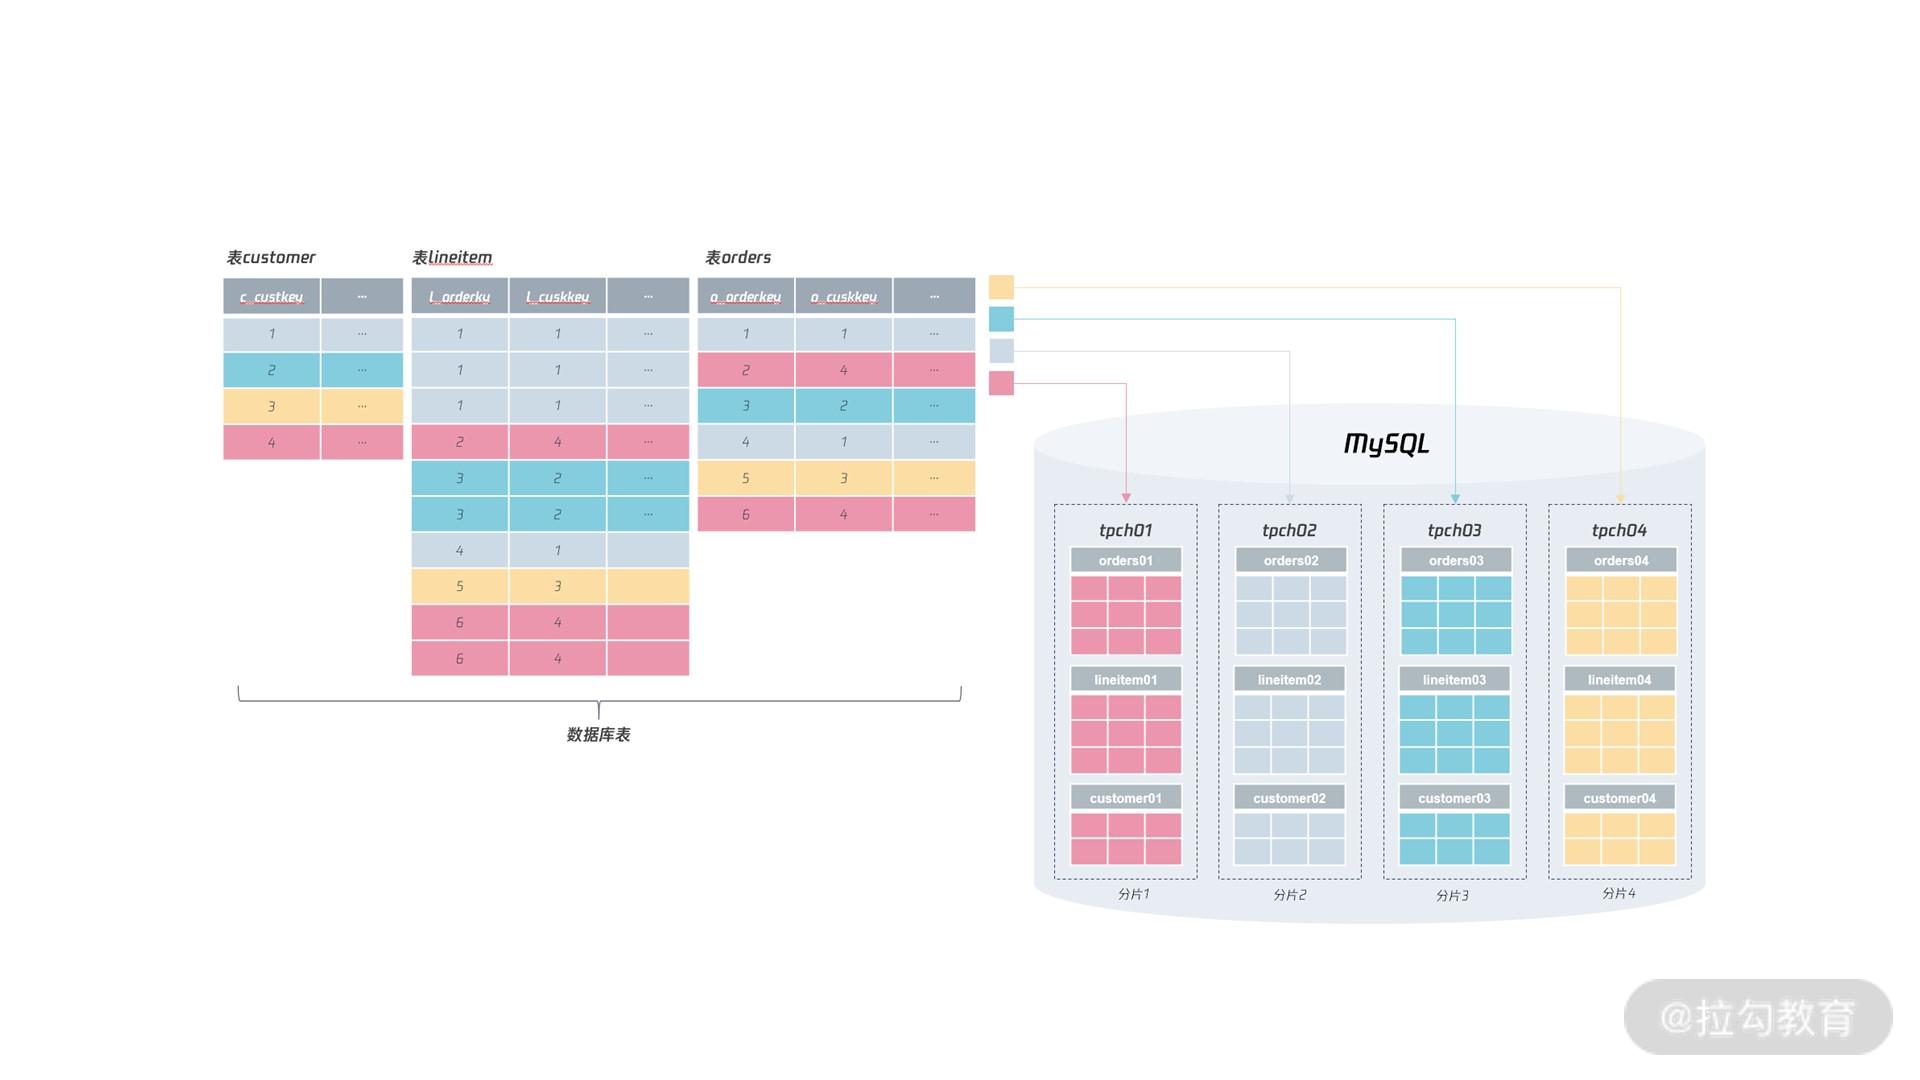 表customer
c_custkey ...
1 ...
2 ...
3 ...
4 ...
表lineitem
l_orderky l_cuskkey ...
1 1 ...
1 1 ...
1 1 ...
2 4 ...
3 2 ...
3 2 ...
4 1
5 3
6 4
6 4
表orders
o_orderkey o_cuskkey ...
1 1 ...
2 4 ...
3 2 ...
4 1 ...
5 3 ...
6 4 ...
数据库表
MySQL
tpch01
orders01
lineitem01
customer01
分片1
tpch02
orders02
lineitem02
customer02
分片2
tpch03
orders03
lineitem03
customer03
分片3
tpch04
orders04
lineitem04
customer04
分片4
@拉勾教育